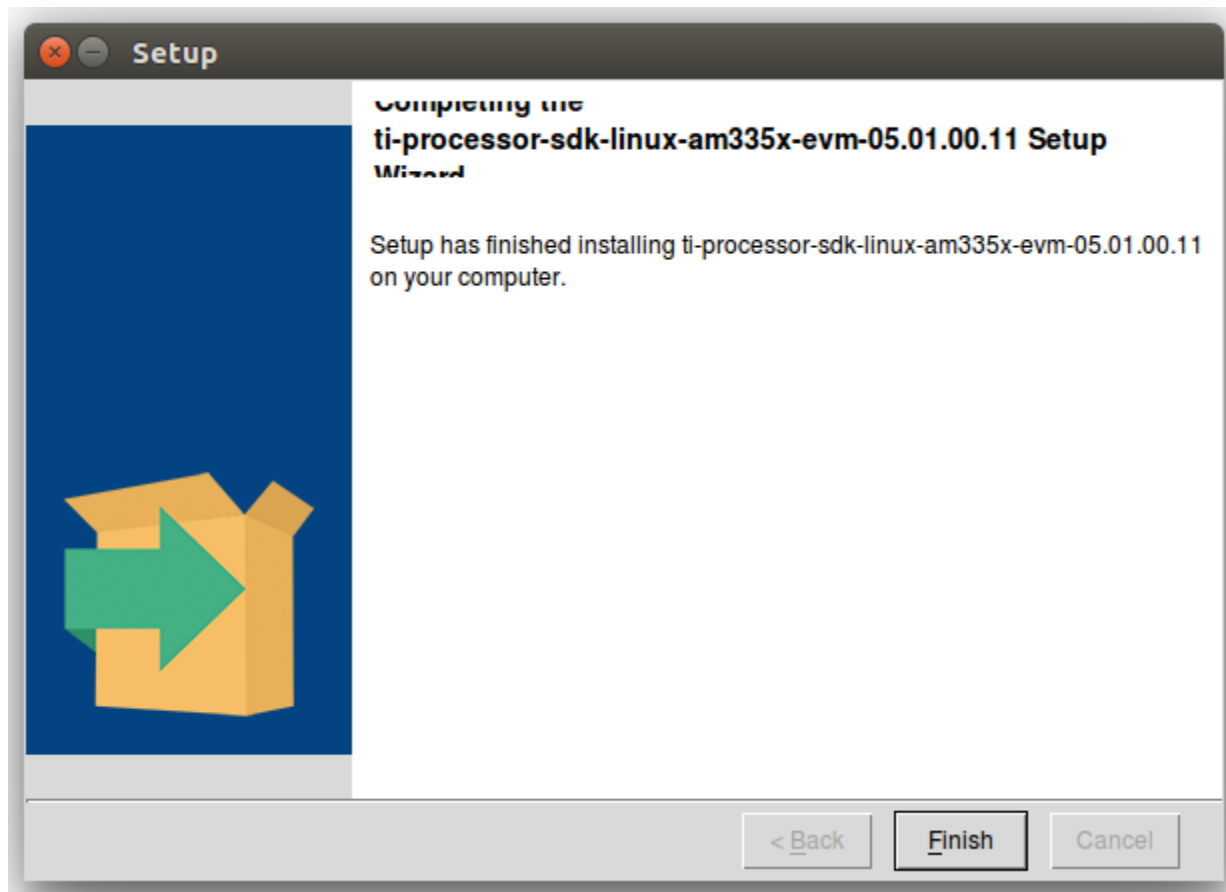 Setup
Completing the
ti-processor-sdk-linux-am335x-evm-05.01.00.11 Setup
Wizard
Setup has finished installing ti-processor-sdk-linux-am335x-evm-05.01.00.11
on your computer.
< Back Finish Cancel